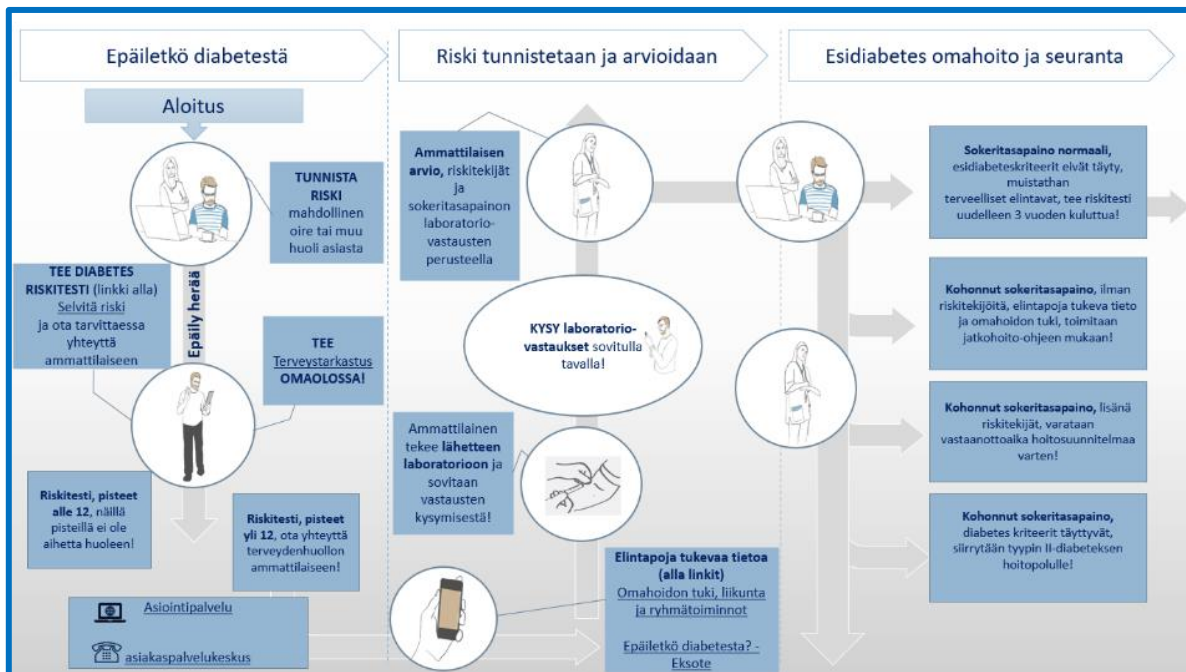 Epäiletkö diabetestä
Riski tunnistetaan ja arvioidaan
Esidiabetes omahoito ja seuranta
Aloitus
TUNNISTA
RISKI
mahdollinen
oire tai muu
huoli asiasta
TEE DIABETES
RISKITESTI (linkki alla)
Selvitä riski
ja ota tarvittaessa
yhteyttä
ammattilaiseen
Epäily herää
TEE
Terveystarkastus
OMAOLOSSA!
Riskitesti, pisteet
alle 12, näillä
pisteillä ei ole
aihetta huoleen!
Riskitesti, pisteet
yli 12, ota yhteyttä
terveydenhuollon
ammattilaiseen!
Asiointipalvelu
asiakaspalvelukeskus
Ammattilaisen
arvio, riskitekijät
ja
sokeritasapainon
laboratorio-
vastausten
perusteella
KYSY laboratorio-
vastaukset sovitulla
tavalla!
Ammattilainen
tekee lähetteen
laboratorioon ja
sovitaan
vastausten
kysymisestä!
Elintapoja tukevaa tietoa
(alla linkit)
Omahoidon tuki, liikunta
ja ryhmätoiminnot
Epäiletkö diabetesta? -
Eksote
Sokeritasapaino normaali,
esidiabeteskriteerit eivät täyty,
muistathan
terveelliset elintavat, tee riskitesti
uudelleen 3 vuoden kuluttua!
Kohonnut sokeritasapaino, ilman
riskitekijöitä, elintapoja tukeva tieto
ja omahoidon tuki, toimitaan
jatkohoito-ohjeen mukaan!
Kohonnut sokeritasapaino, lisänä
riskitekijät, varataan
vastaanottoaika hoitosuunnitelmaa
varten!
Kohonnut sokeritasapaino,
diabetes kriteerit täyttyvät,
siirrytään tyypin II-diabeteksen
hoitopolulle!